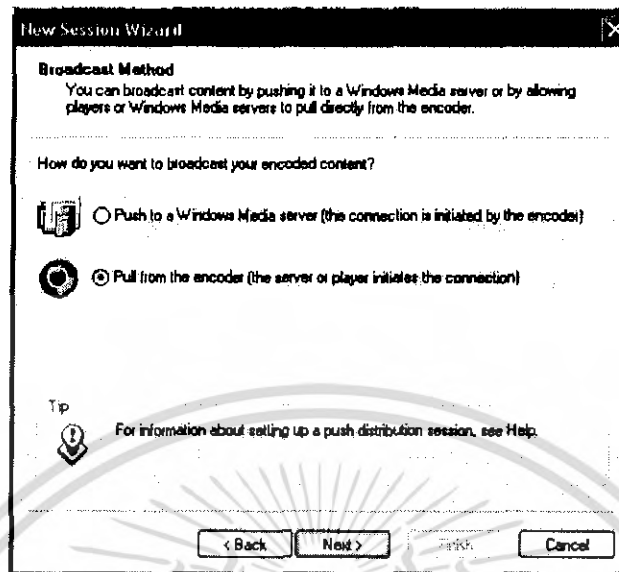 New Session Wizard
Broadcast Method
You can broadcast content by pushing it to a Windows Media server or by allowing
players or Windows Media servers to pull directly from the encoder.
How do you want to broadcast your encoded content?
Push to a Windows Media server (the connection is initiated by the encoder)
Pull from the encoder (the server or player initiates the connection)
Tip
For information about setting up a push distribution session, see Help.
< Back
Next >
Finish
Cancel